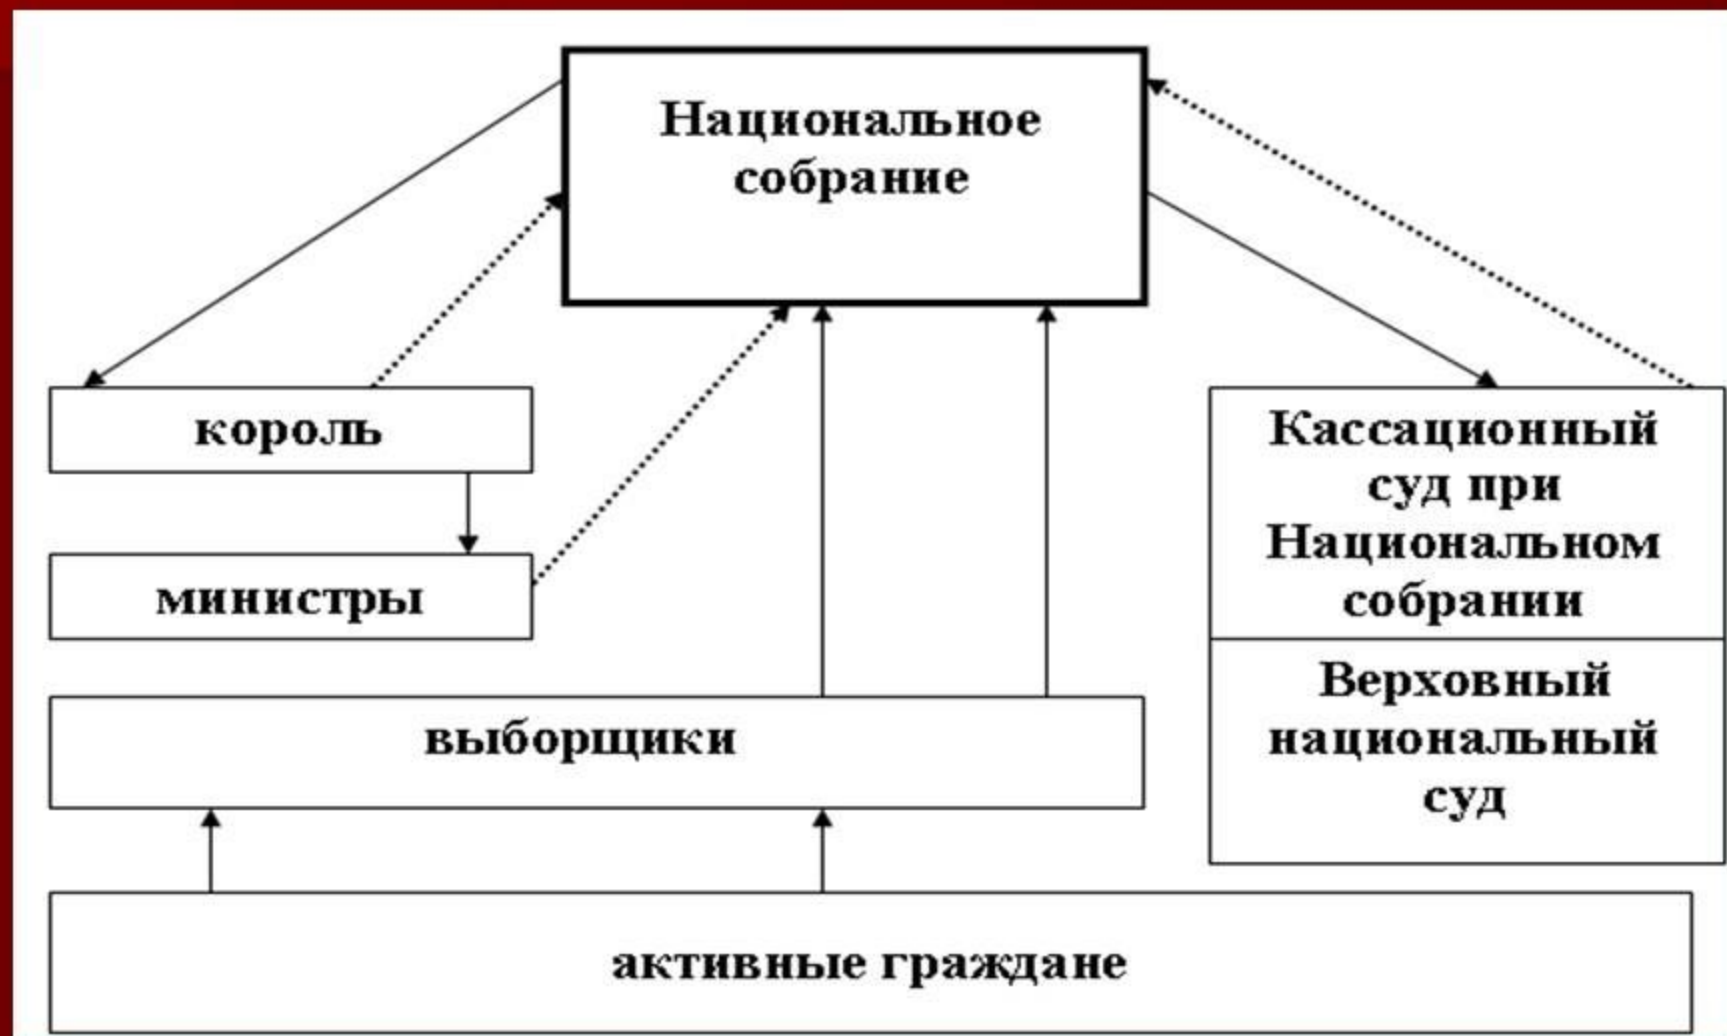 Национальное
собрание
король
министры
выборщики
активные граждане
Кассационный
суд при
Национальном
собрании
Верховный
национальный
суд